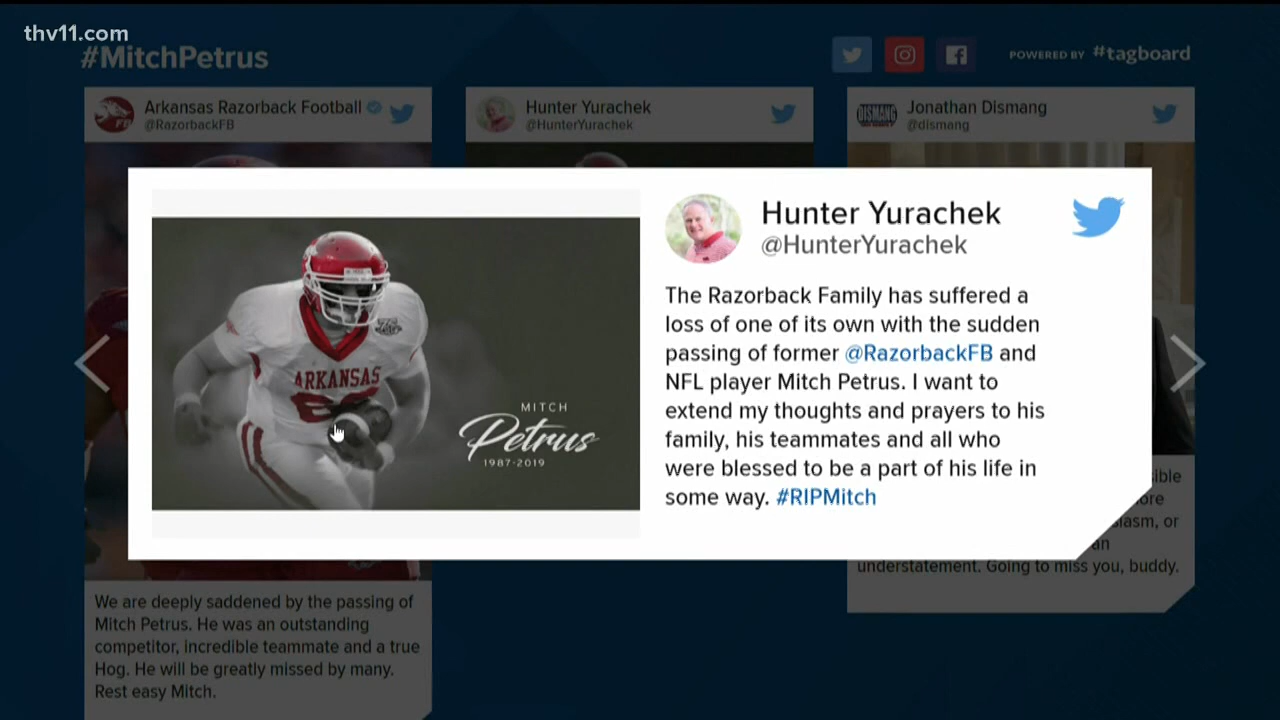 thv11.com
#MitchPetrus
POWERED BY #tagboard
Arkansas Razorback Football
@RazorbackFB
Hunter Yurachek
@HunterYurachek
Jonathan Dismang
@dismang
DISMANG
ARKANSAS
MITCH
Petrus
1987-2019
Hunter Yurachek
@HunterYurachek
The Razorback Family has suffered a
loss of one of its own with the sudden
passing of former @RazorbackFB and
NFL player Mitch Petrus. I want to
extend my thoughts and prayers to his
family, his teammates and all who
were blessed to be a part of his life in
some way. #RIPMitch
an
understatement. Going to miss you, buddy.
We are deeply saddened by the passing of
Mitch Petrus. He was an outstanding
competitor, incredible teammate and a true
Hog. He will be greatly missed by many.
Rest easy Mitch.